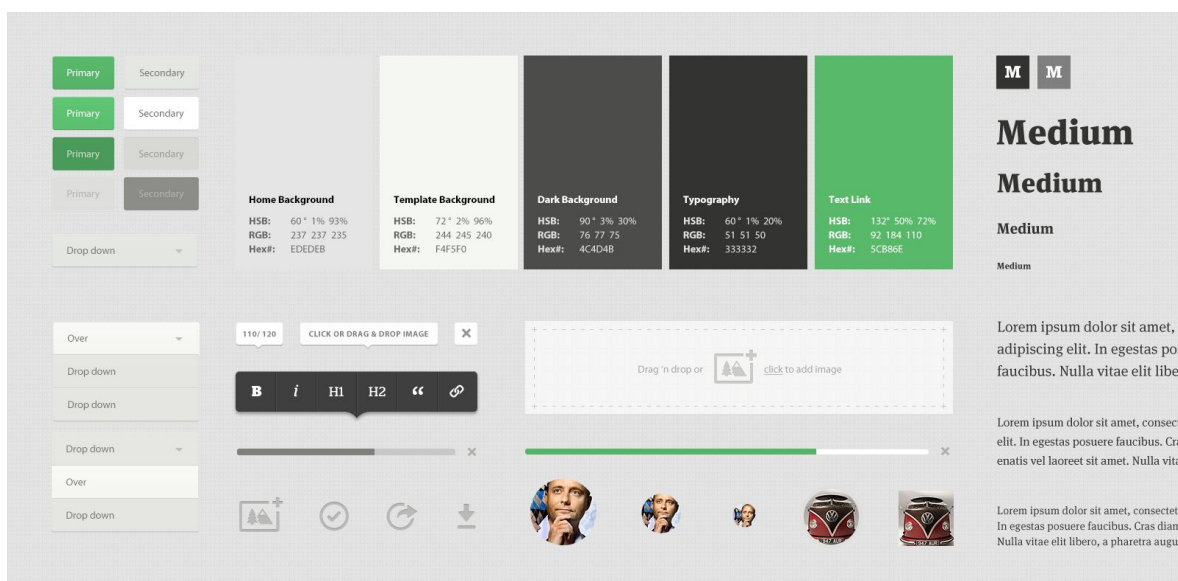 Primary
Secondary
Primary
Secondary
Primary
Secondary
Primary
Secondary
Drop down
Home Background
HSB: 60° 1% 93%
RGB: 237 237 235
Hex#: EDEDEB
Template Background
HSB: 72° 2% 96%
RGB: 244 245 240
Hex#: F4F5F0
Dark Background
HSB: 90° 3% 30%
RGB: 76 77 75
Hex#: 4C4D4B
Typography
HSB: 60° 1% 20%
RGB: 51 51 50
Hex#: 333332
Text Link
HSB: 132° 50% 72%
RGB: 92 184 110
Hex#: 5CB86E
M M
Medium
Medium
Medium
Medium
Over
Drop down
Drop down
Drop down
Over
Drop down
110/120
CLICK OR DRAG & DROP IMAGE
B i H1 H2 “
Drag 'n drop or click to add image
Lorem ipsum dolor sit amet,
adipiscing elit. In egestas po
faucibus. Nulla vitae elit libe
Lorem ipsum dolor sit amet, consect
elit. In egestas posuere faucibus. Cra
enatis vel laoreet sit amet. Nulla vita
Lorem ipsum dolor sit amet, consectet
In egestas posuere faucibus. Cras diam
Nulla vitae elit libero, a pharetra augu